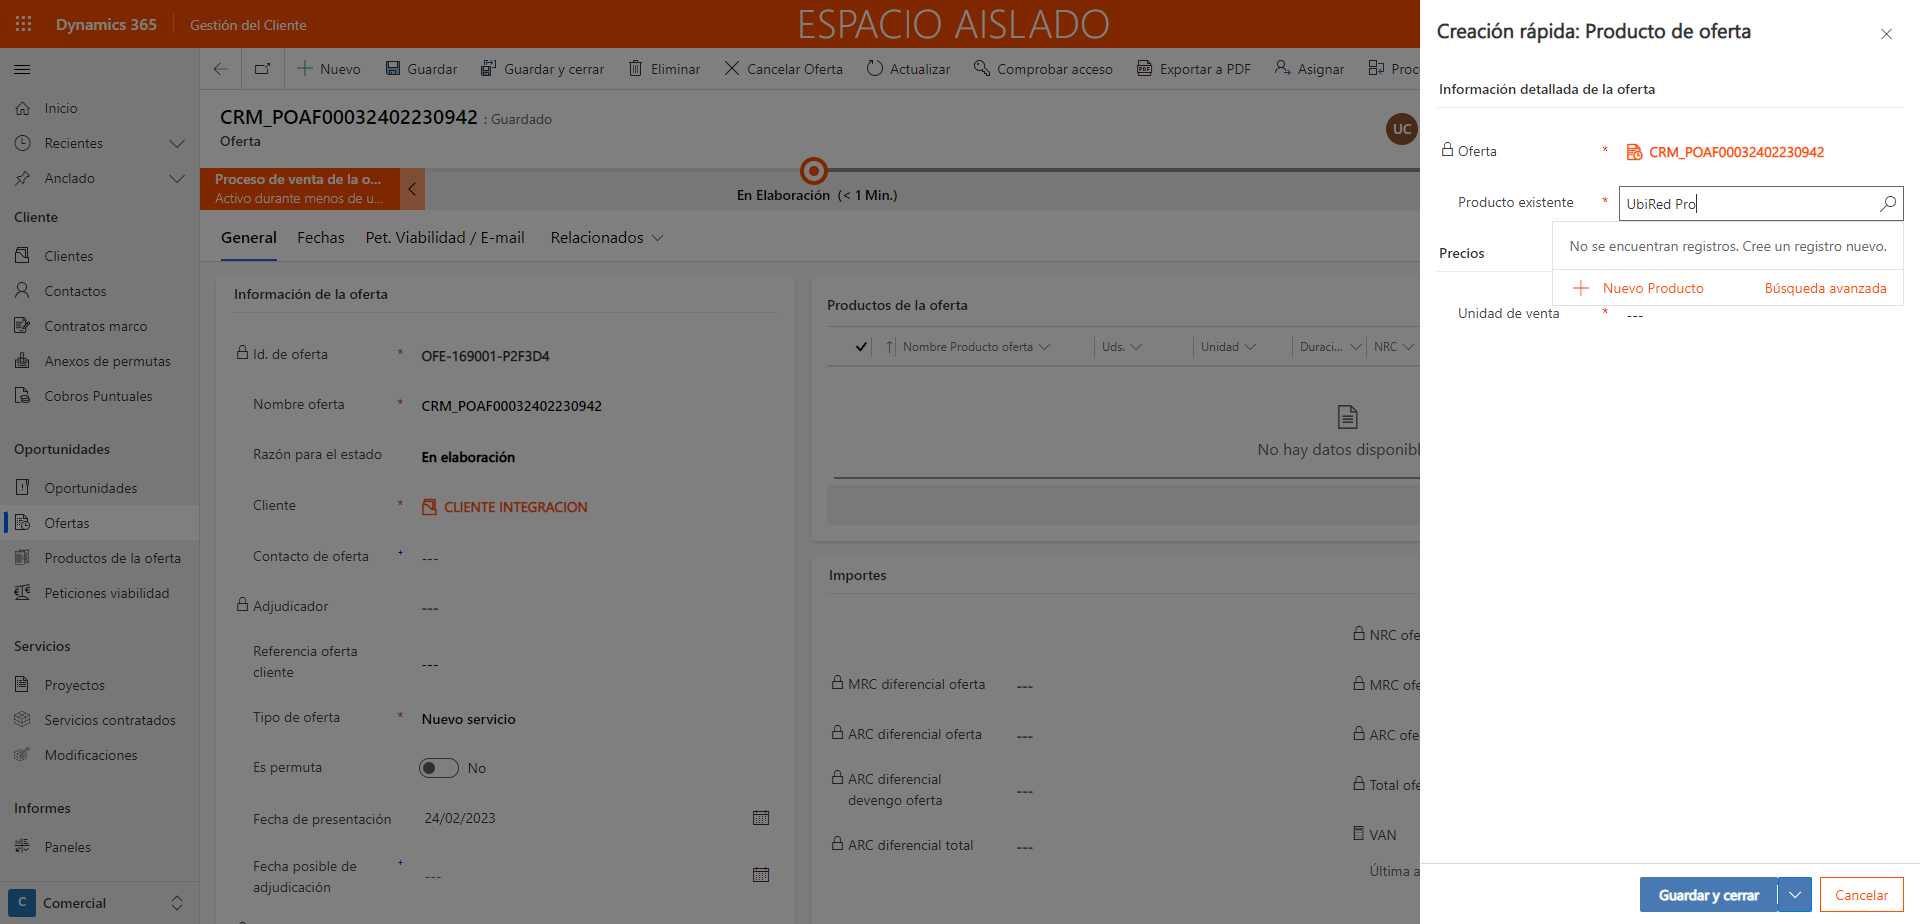 Dynamics 365
Gestión del Cliente
ESPACIO AISLADO
Nuevo
Guardar
Guardar y cerrar
Eliminar
Cancelar Oferta
Actualizar
Comprobar acceso
Exportar a PDF
Asignar
Proc
Inicio
Recientes
Anclado
Cliente
Clientes
Contactos
Contratos marco
Anexos de permutas
Cobros Puntuales
Oportunidades
Oportunidades
Ofertas
Productos de la oferta
Peticiones viabilidad
Servicios
Proyectos
Servicios contratados
Modificaciones
Informes
Paneles
C Comercial
CRM_POAF00032402230942 : Guardado
Oferta
UC
Proceso de venta de la o...
Activo durante menos de u...
En Elaboración (< 1 Min.)
General
Fechas
Pet. Viabilidad / E-mail
Relacionados
Información de la oferta
Id. de oferta * OFE-169001-P2F3D4
Nombre oferta * CRM_POAF00032402230942
Razón para el estado En elaboración
Cliente * CLIENTE INTEGRACION
Contacto de oferta + ---
Adjudicador ---
Referencia oferta
cliente ---
Tipo de oferta * Nuevo servicio
Es permuta No
Fecha de presentación 24/02/2023
Fecha posible de
adjudicación + ---
Productos de la oferta
Nombre Producto oferta
Uds.
Unidad
Duraci...
NRC
No hay datos disponibl
Importes
NRC ofe
MRC diferencial oferta ---
MRC ofe
ARC diferencial oferta ---
ARC ofe
ARC diferencial
devengo oferta ---
Total ofe
VAN
ARC diferencial total ---
Última a
Creación rápida: Producto de oferta
Información detallada de la oferta
Oferta * CRM_POAF00032402230942
Producto existente * UbiRed Pro
No se encuentran registros. Cree un registro nuevo.
Nuevo Producto
Búsqueda avanzada
Precios
Unidad de venta * ---
Guardar y cerrar
Cancelar